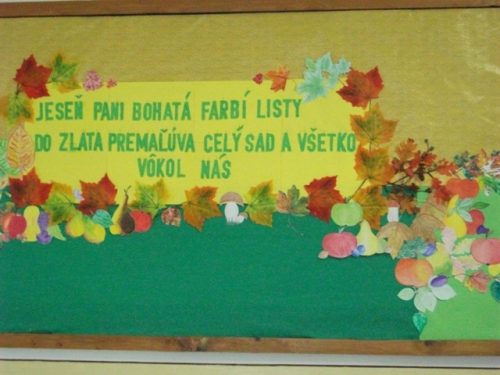 JESEŇ PANI BOHATÁ FARBÍ LISTY
DO ZLATA PREMAĽÚVA CELÝ SAD A VŠETKO
VÔKOL NÁS